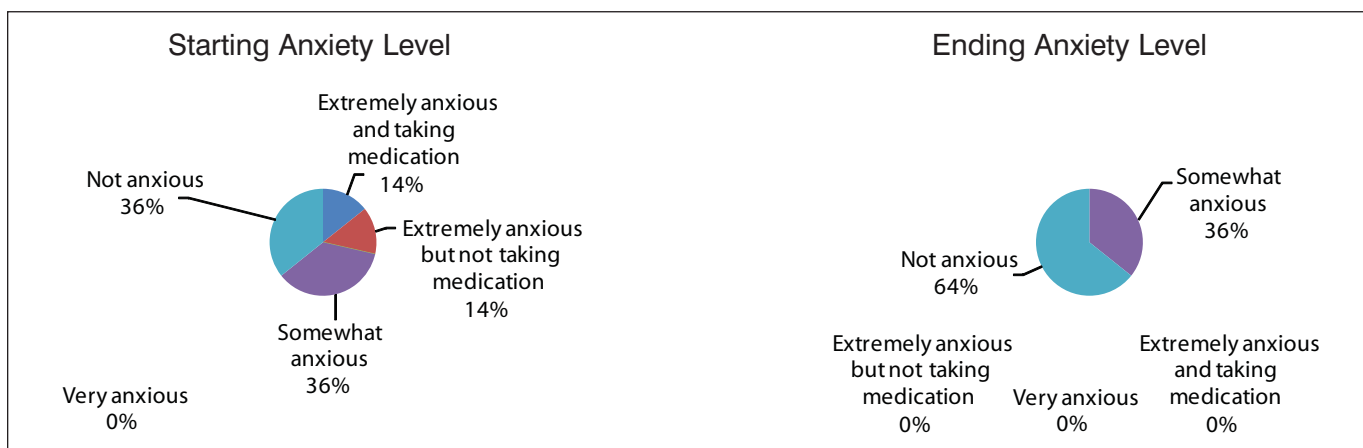 Starting Anxiety Level
Extremely anxious
and taking
medication
14%
Not anxious
36%
Extremely anxious
but not taking
medication
14%
Somewhat
anxious
36%
Very anxious
0%
Ending Anxiety Level
Somewhat
anxious
36%
Not anxious
64%
Extremely anxious
but not taking
medication
0%
Very anxious
0%
Extremely anxious
and taking
medication
0%